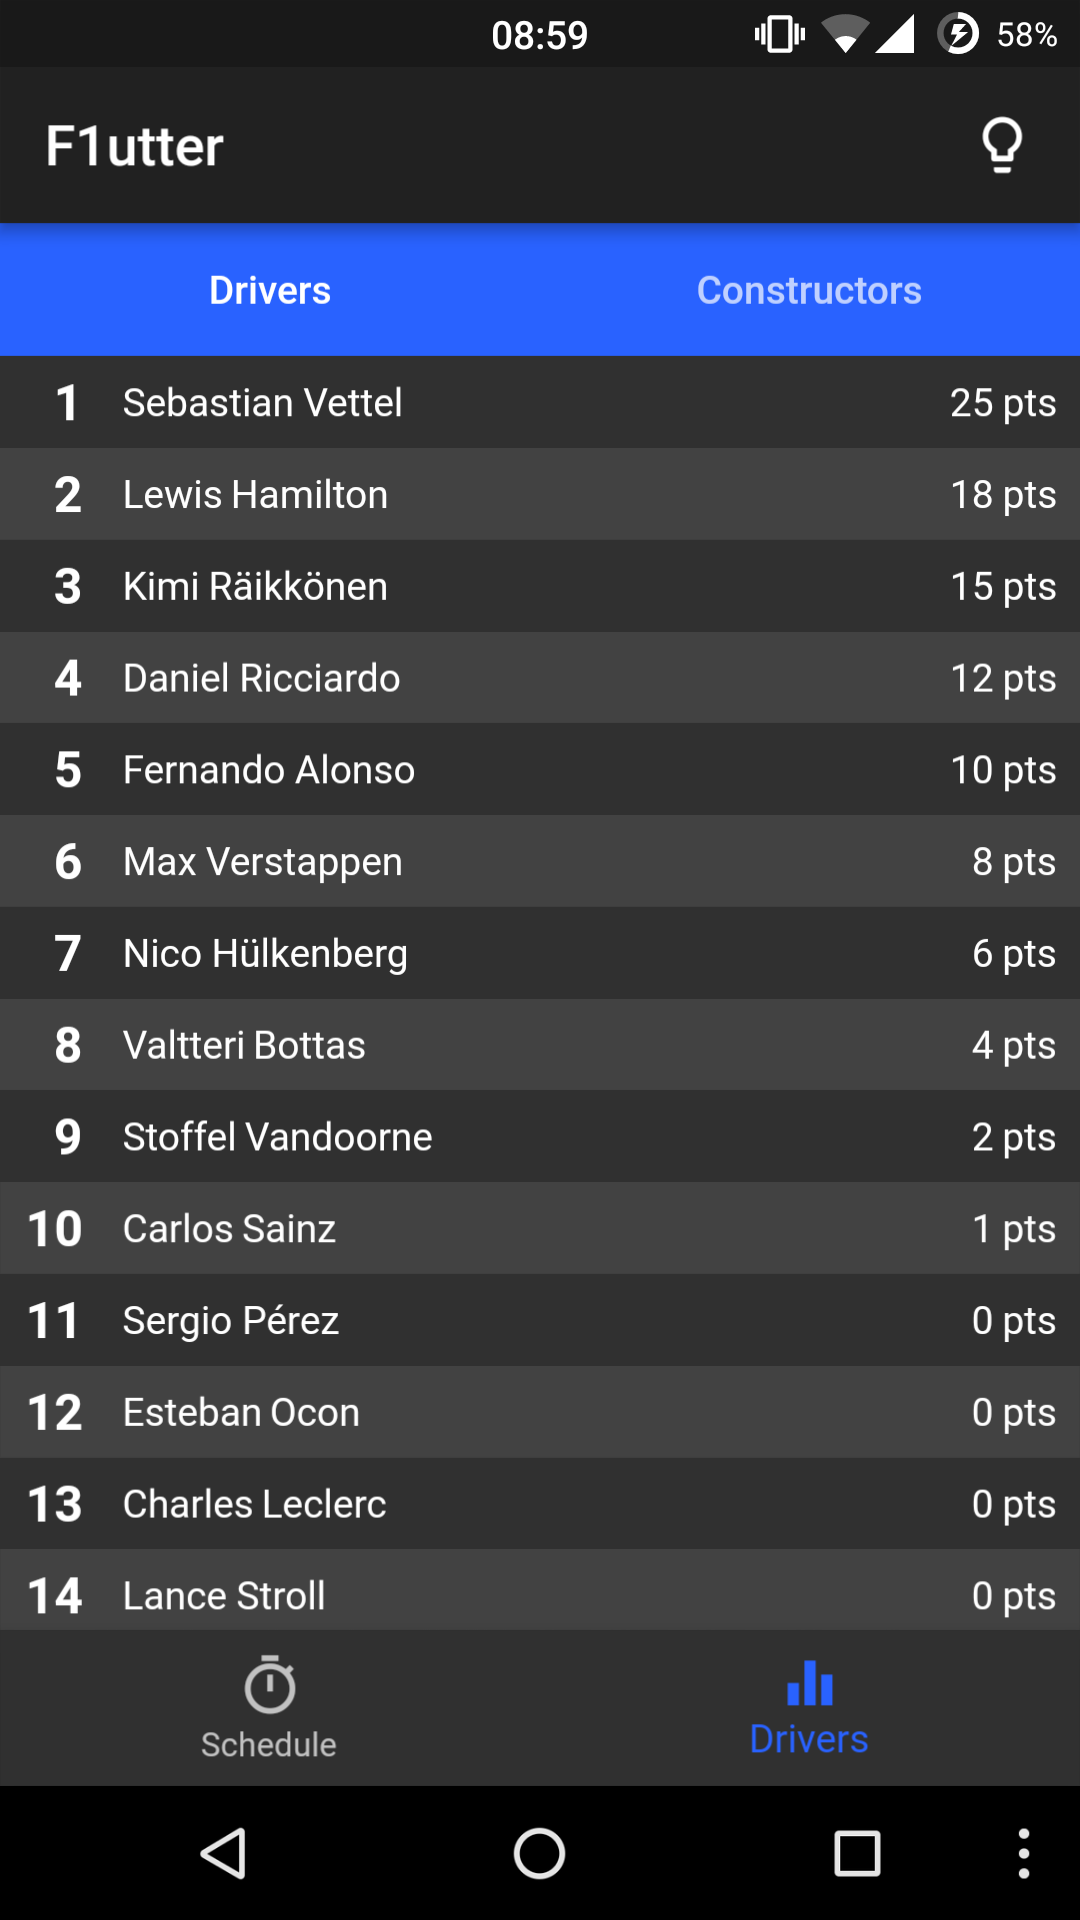 08:59 58%
F1utter
Drivers Constructors
1 Sebastian Vettel 25 pts
2 Lewis Hamilton 18 pts
3 Kimi Räikkönen 15 pts
4 Daniel Ricciardo 12 pts
5 Fernando Alonso 10 pts
6 Max Verstappen 8 pts
7 Nico Hülkenberg 6 pts
8 Valtteri Bottas 4 pts
9 Stoffel Vandoorne 2 pts
10 Carlos Sainz 1 pts
11 Sergio Pérez 0 pts
12 Esteban Ocon 0 pts
13 Charles Leclerc 0 pts
14 Lance Stroll 0 pts
Schedule Drivers